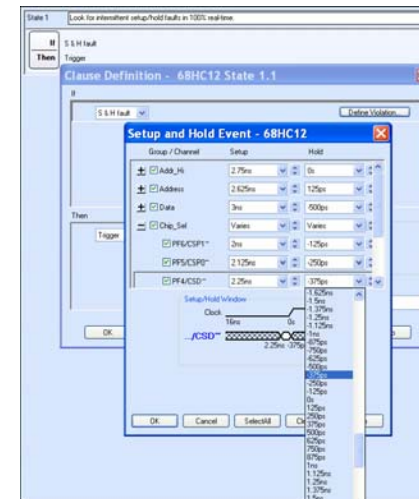 State 1 Look for intermittent setup/hold faults in 100% real-time.
If S & H fault
Then Trigger
Clause Definition - 68HC12 State 1.1
If
S & H fault Define Violation...
Setup and Hold Event - 68HC12
Group / Channel Setup Hold
Addr_Hi 2.75ns 0s
Address 2.625ns 125ps
Data 3ns -500ps
Chip_Sel Varies Varies
PF6/CSP1~ 2ns -125ps
PF5/CSP0~ 2.125ns -250ps
PF4/CSD~ 2.25ns -375ps
Then
Trigger
Setup/Hold Window
Clock
16ns 0s
.../CSD~
2.25ns -375p
-1.625ns
-1.5ns
-1.375ns
-1.25ns
-1.125ns
-1ns
-875ps
-750ps
-625ps
-500ps
-375ps
-250ps
-125ps
0s
125ps
250ps
375ps
500ps
625ps
750ps
875ps
1ns
1.125ns
1.25ns
1.375ns
1.5ns
OK
OK Cancel SelectAll